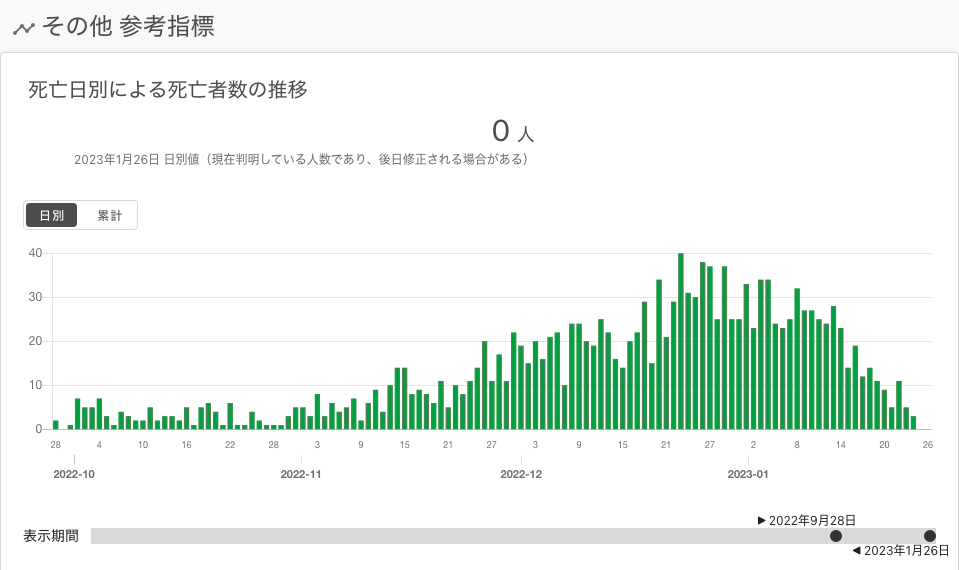 その他 参考指標
死亡日別による死亡者数の推移
0 人
2023年1月26日 日別値（現在判明している人数であり、後日修正される場合がある）
日別 累計
40
30
20
10
0
28 4 10 16 22 28 3 9 15 21 27 3 9 15 21 27 2 8 14 20 26
2022-10 2022-11 2022-12 2023-01
▶ 2022年9月28日
表示期間
◀ 2023年1月26日